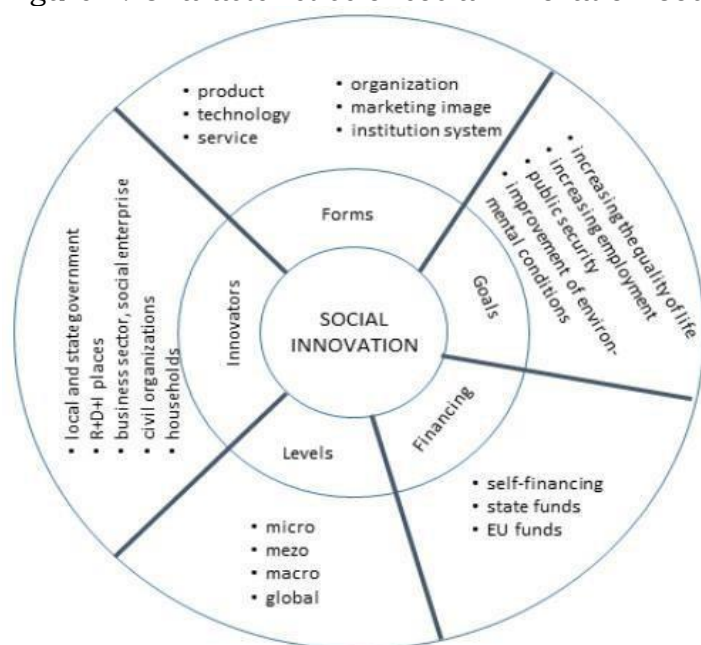 • product
• technology
• service
• organization
• marketing image
• institution system
Forms
• increasing the quality of life
• increasing employment
• public security
• improvement of environ-
mental conditions
Goals
SOCIAL
INNOVATION
Innovators
• local and state government
• R+D+I places
• business sector, social enterprise
• civil organizations
• households
Financing
• self-financing
• state funds
• EU funds
Levels
• micro
• mezo
• macro
• global